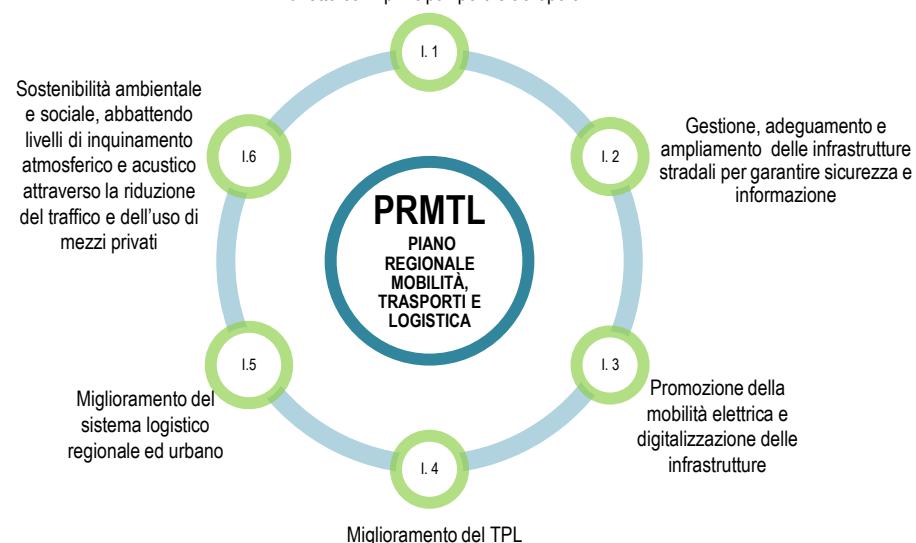 I. 1
Sostenibilità ambientale
e sociale, abbattendo
livelli di inquinamento
atmosferico e acustico
attraverso la riduzione
del traffico e dell'uso di
mezzi privati
I.6
I. 2
Gestione, adeguamento e
ampliamento delle infrastrutture
stradali per garantire sicurezza e
informazione
PRMTL
PIANO
REGIONALE
MOBILITÀ,
TRASPORTI E
LOGISTICA
I.5
Miglioramento del
sistema logistico
regionale ed urbano
I. 3
Promozione della
mobilità elettrica e
digitalizzazione delle
infrastrutture
I. 4
Miglioramento del TPL